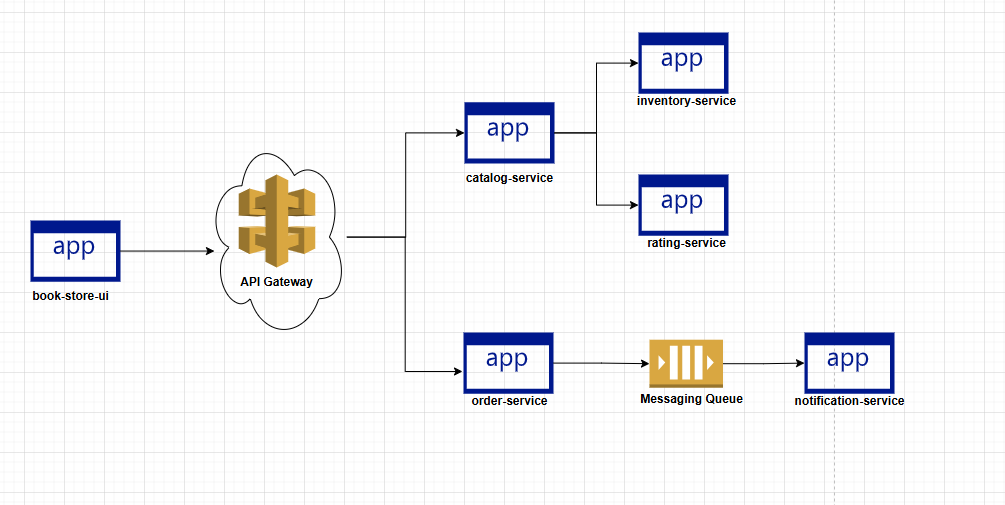 app
book-store-ui
API Gateway
app
catalog-service
app
inventory-service
app
rating-service
app
order-service
Messaging Queue
app
notification-service